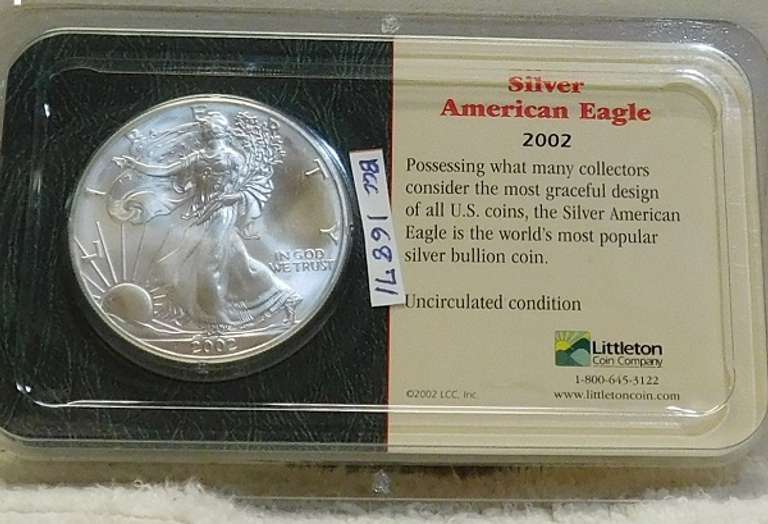 LIBERTY
IN GOD
WE TRUST
2002
BCC 16871
Silver
American Eagle
2002
Possessing what many collectors
consider the most graceful design
of all U.S. coins, the Silver American
Eagle is the world's most popular
silver bullion coin.
Uncirculated condition
Littleton
Coin Company
1-800-645-3122
©2002 LCC, Inc.
www.littletoncoin.com